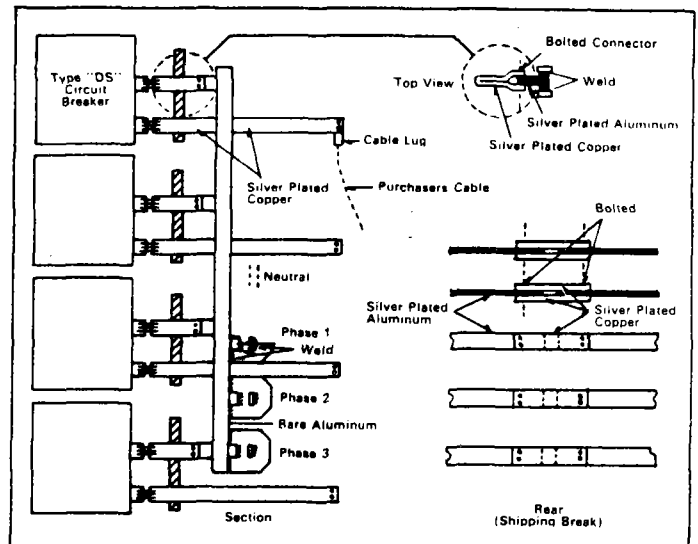 Type "DS"
Circuit
Breaker
Silver Plated
Copper
Cable Lug
Purchasers Cable
Neutral
Phase 1
Weld
Phase 2
Bare Aluminum
Phase 3
Section
Top View
Bolted Connector
Weld
Silver Plated Aluminum
Silver Plated Copper
Bolted
Silver Plated
Aluminum
Silver Plated
Copper
Rear
(Shipping Break)